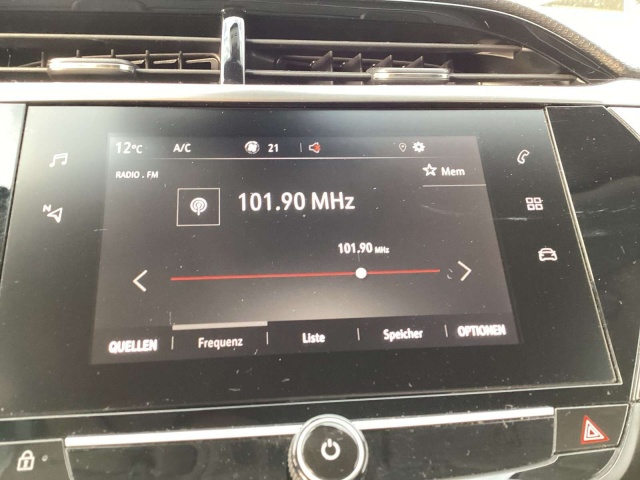 12°C A/C 21
RADIO . FM
Mem
101.90 MHz
101.90 MHz
N
QUELLEN Frequenz Liste Speicher OPTIONEN